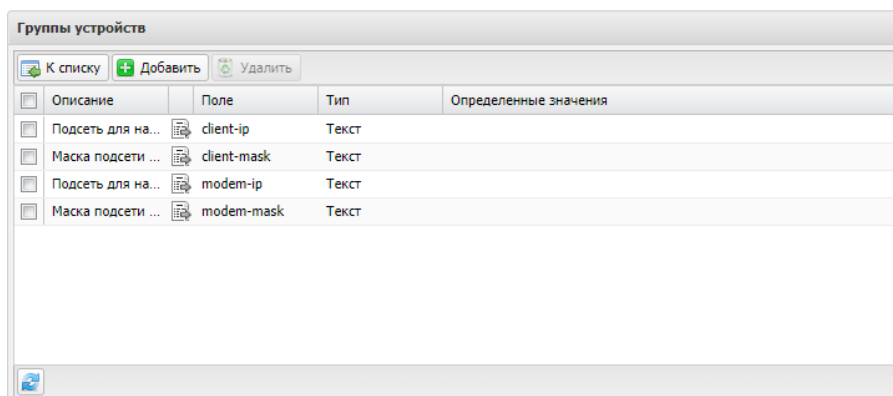 Группы устройств
К списку Добавить Удалить
Описание Поле Тип Определенные значения
Подсеть для на... client-ip Текст
Маска подсети ... client-mask Текст
Подсеть для на... modem-ip Текст
Маска подсети ... modem-mask Текст